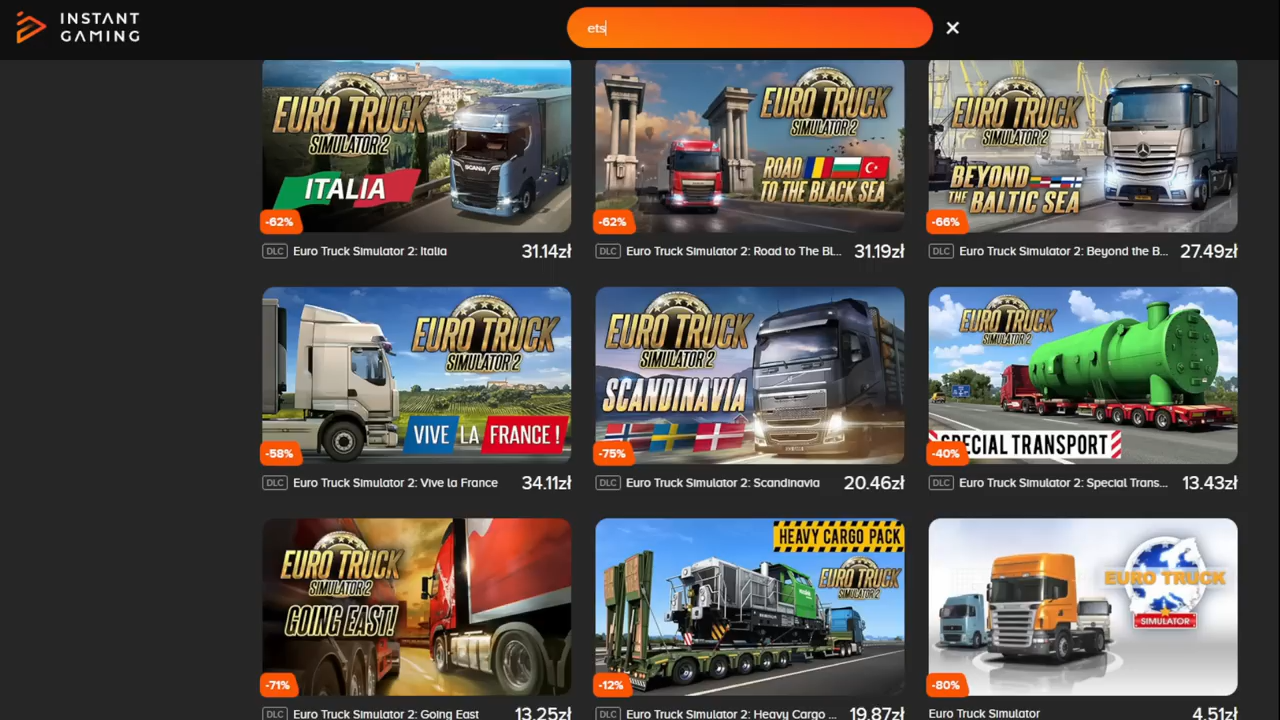 INSTANT
GAMING
ets
EURO TRUCK
SIMULATOR 2
ITALIA
SCANIA
-62%
DLC Euro Truck Simulator 2: Italia 31.14zł
EURO TRUCK
SIMULATOR 2
ROAD
TO THE BLACK SEA
-62%
DLC Euro Truck Simulator 2: Road to The Bl... 31.19zł
EURO TRUCK
SIMULATOR 2
BEYOND
THE BALTIC SEA
-66%
DLC Euro Truck Simulator 2: Beyond the B... 27.49zł
EURO TRUCK
SIMULATOR 2
VIVE LA FRANCE !
-58%
DLC Euro Truck Simulator 2: Vive la France 34.11zł
EURO TRUCK
SIMULATOR 2
SCANDINAVIA
-75%
DLC Euro Truck Simulator 2: Scandinavia 20.46zł
EURO TRUCK
SIMULATOR 2
SPECIAL TRANSPORT
-40%
DLC Euro Truck Simulator 2: Special Trans... 13.43zł
EURO TRUCK
SIMULATOR 2
GOING EAST!
-71%
DLC Euro Truck Simulator 2: Going East 13.25zł
HEAVY CARGO PACK
EURO TRUCK
SIMULATOR 2
-12%
DLC Euro Truck Simulator 2: Heavy Cargo ... 19.87zł
EURO TRUCK
SIMULATOR
-80%
Euro Truck Simulator 4.51zł